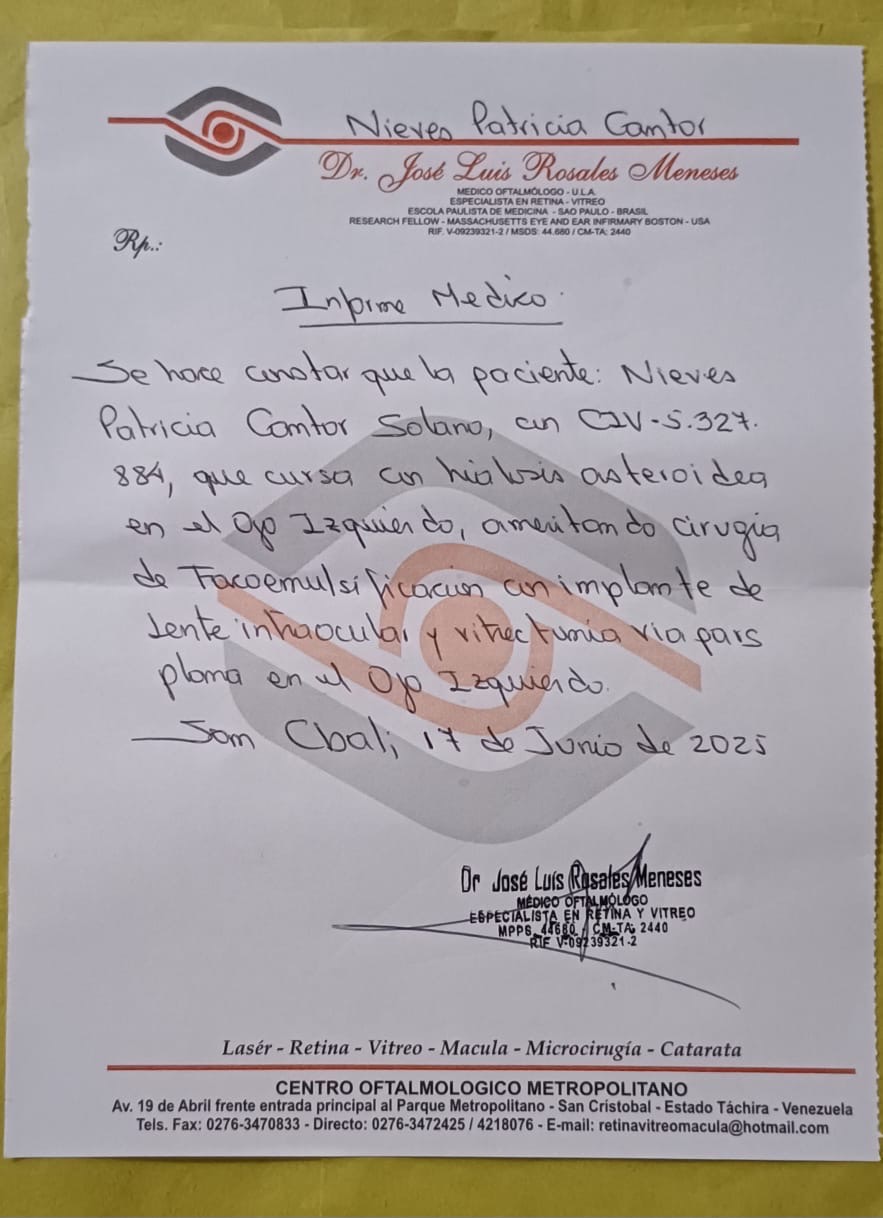 Nieves Patricia Cantor
Dr. José Luis Rosales Meneses
MEDICO OFTALMÓLOGO - U.L.A.
ESPECIALISTA EN RETINA - VITREO
ESCOLA PAULISTA DE MEDICINA - SAO PAULO - BRASIL
RESEARCH FELLOW - MASSACHUSETTS EYE AND EAR INFIRMARY BOSTON - USA
RIF. V-09239321-2 / MSDS: 44.680 / CM-TA: 2440
Rp.:
Informe Medico.
Se hace constar que la paciente: Nieves
Patricia Cantor Solano, con CIV-5.327.
884, que cursa con hialosis asteroidea
en el Ojo Izquierdo, ameritando cirugía
de Facoemulsificación con implante de
lente intraocular y vitrectomía via pars
plana en el Ojo Izquierdo.
San Cbal; 17 de Junio de 2025
Dr José Luís Rosales Meneses
MÉDICO OFTALMÓLOGO
ESPECIALISTA EN RETINA Y VITREO
MPPS 44680 / CM-TA: 2440
RIF V-09239321-2
Lasér - Retina - Vitreo - Macula - Microcirugía - Catarata
CENTRO OFTALMOLOGICO METROPOLITANO
Av. 19 de Abril frente entrada principal al Parque Metropolitano - San Crístobal - Estado Táchira - Venezuela
Tels. Fax: 0276-3470833 - Directo: 0276-3472425 / 4218076 - E-mail: retinavitreomacula@hotmail.com